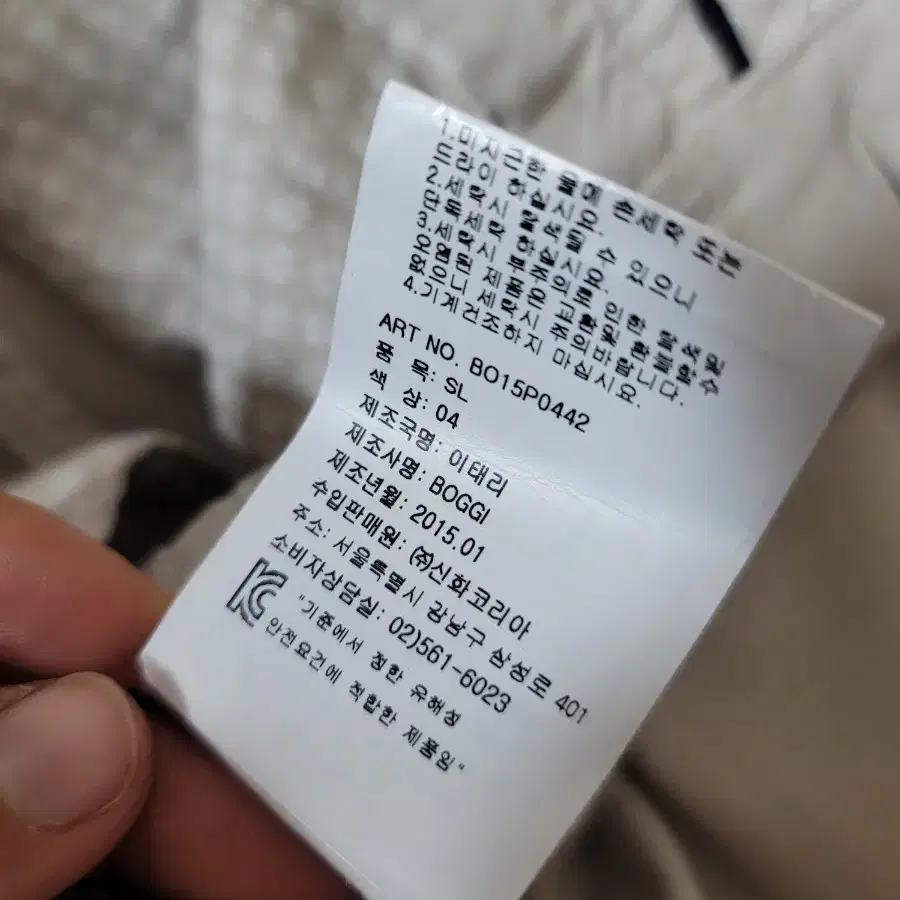 1.미지근한 물에 손세탁 또는
드라이 하십시요.
2.세탁시 탈색될 수 있으니
단독세탁 하십시요.
3.세탁시 부주의로 인한 탈색및
오염된 제품은 교환및 환불할수
없으니 세탁시 주의바랍니다.
4.기계건조하지 마십시요.
ART NO. BO15P0442
품 목: SL
색 상: 04
제조국명: 이태리
제조사명: BOGGI
제조년월: 2015.01
수입판매원: ㈜신화코리아
주소: 서울특별시 강남구 삼성로 401
소비자상담실: 02)561-6023
"기준에서 정한 유해성
안전요건에 적합한 제품임"